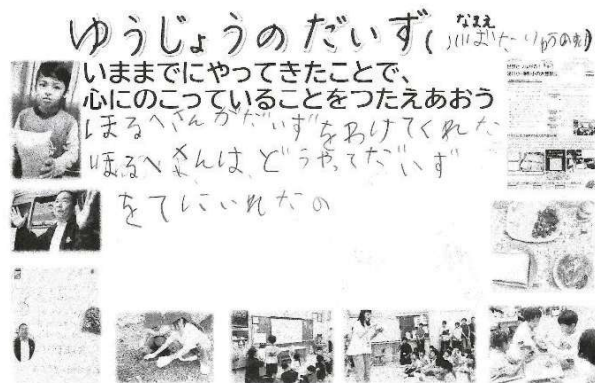 ゆうじょうのだいず(
なまえ
いままでにやってきたことで、
心にのこっていることをつたえあおう
ほるへさんがだいずをわけてくれた
ほるへさんは、どうやってだいず
をてにいれたの